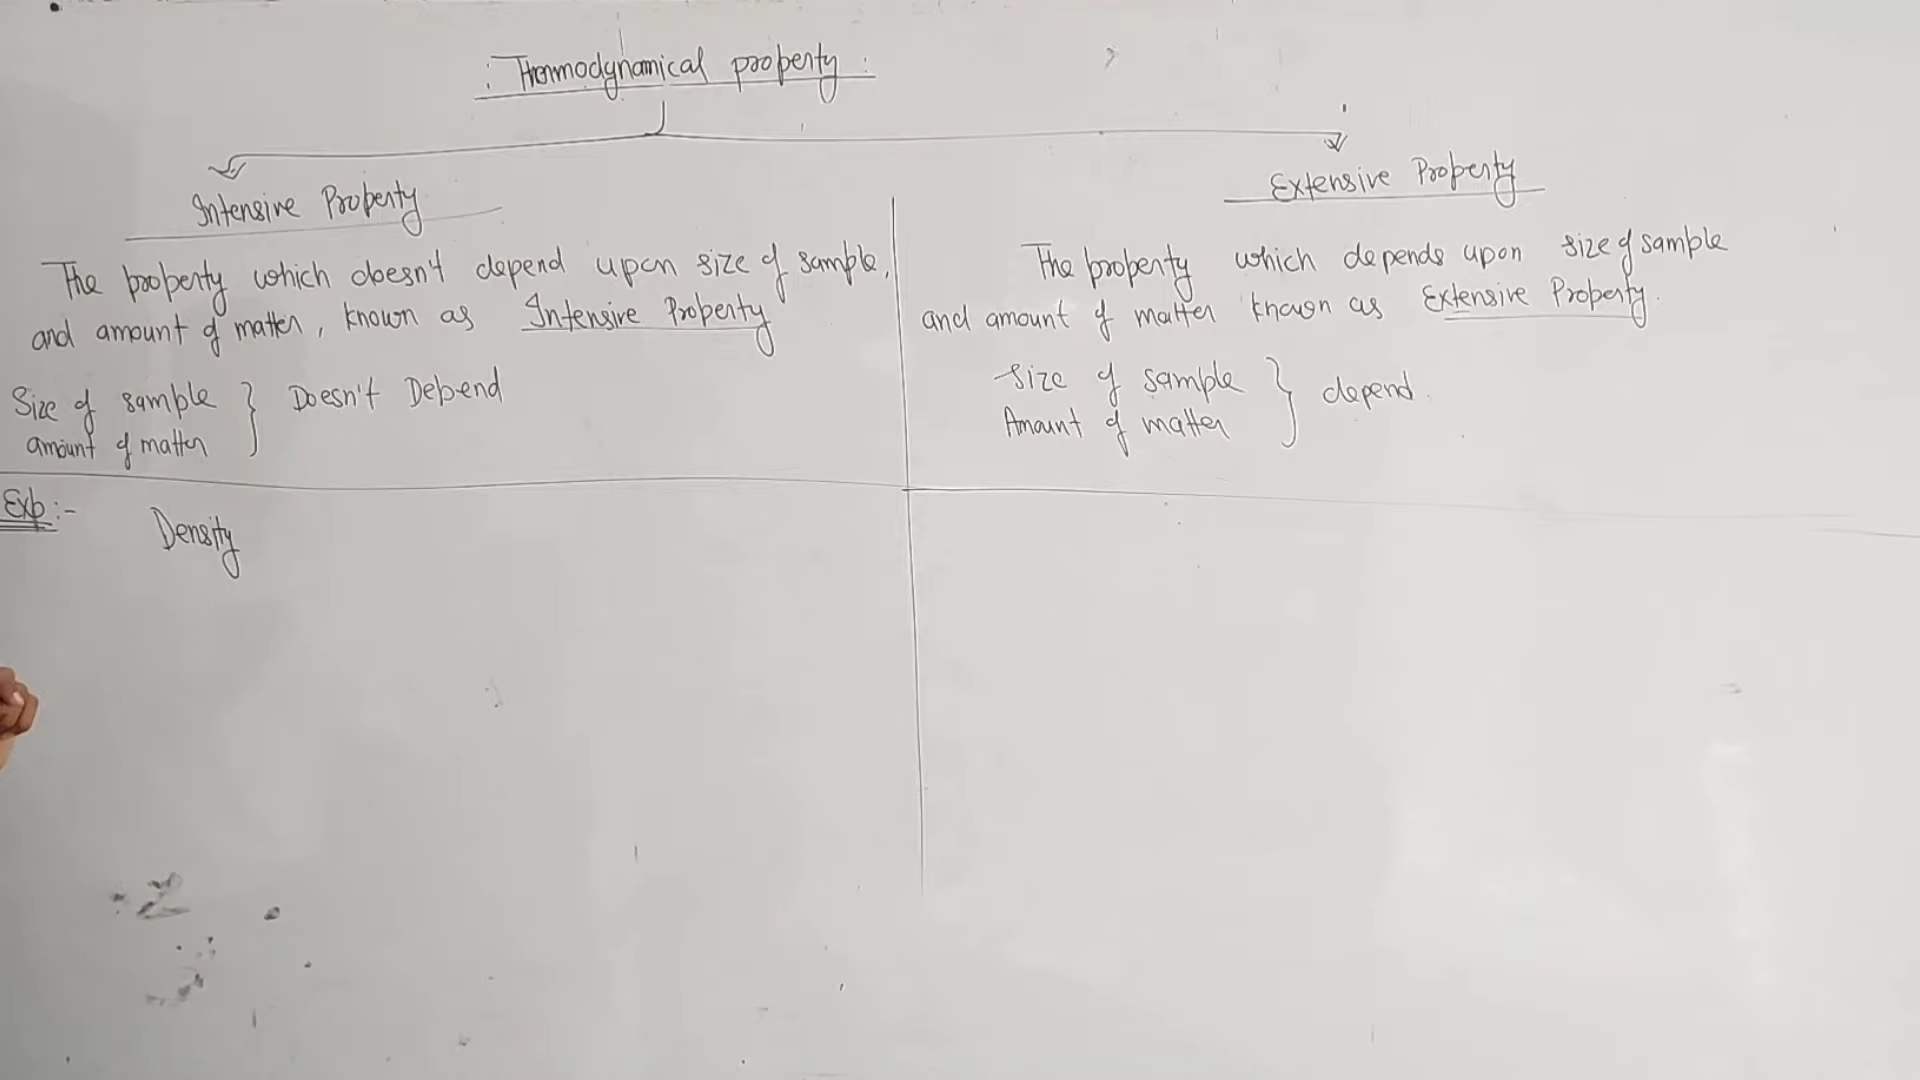 : Thermodynamical property :
Intensive Property
The property which doesn't depend upon size of sample,
and amount of matter, known as Intensive Property
Size of sample
amount of matter } Doesn't Depend
Extensive Property
The property which depends upon size of sample
and amount of matter known as Extensive Property.
Size of sample
Amount of matter } depend.
Exp:- Density